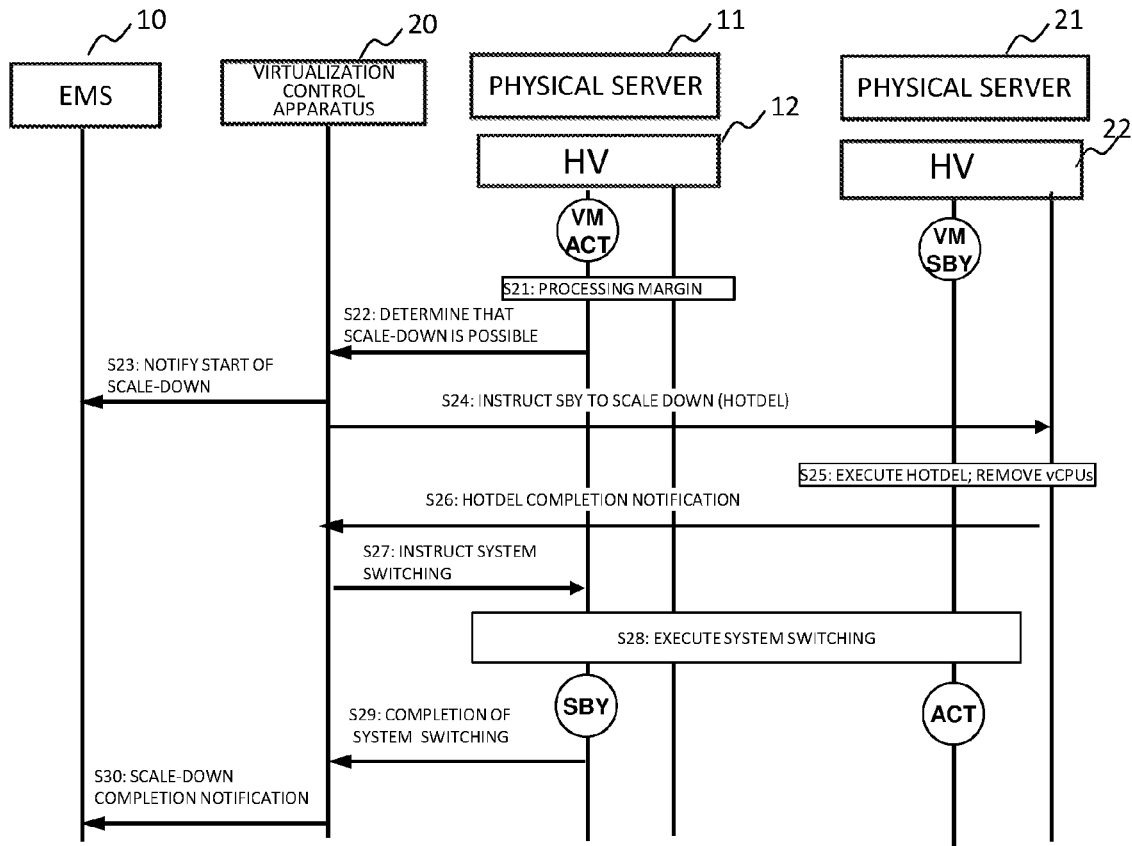 10
20
11
21
EMS
VIRTUALIZATION
CONTROL
APPARATUS
PHYSICAL SERVER
PHYSICAL SERVER
12
22
HV
HV
VM
ACT
VM
SBY
S21: PROCESSING MARGIN
S22: DETERMINE THAT
SCALE-DOWN IS POSSIBLE
S23: NOTIFY START OF
SCALE-DOWN
S24: INSTRUCT SBY TO SCALE DOWN (HOTDEL)
S25: EXECUTE HOTDEL; REMOVE vCPUs
S26: HOTDEL COMPLETION NOTIFICATION
S27: INSTRUCT SYSTEM
SWITCHING
S28: EXECUTE SYSTEM SWITCHING
SBY
ACT
S29: COMPLETION OF
SYSTEM SWITCHING
S30: SCALE-DOWN
COMPLETION NOTIFICATION